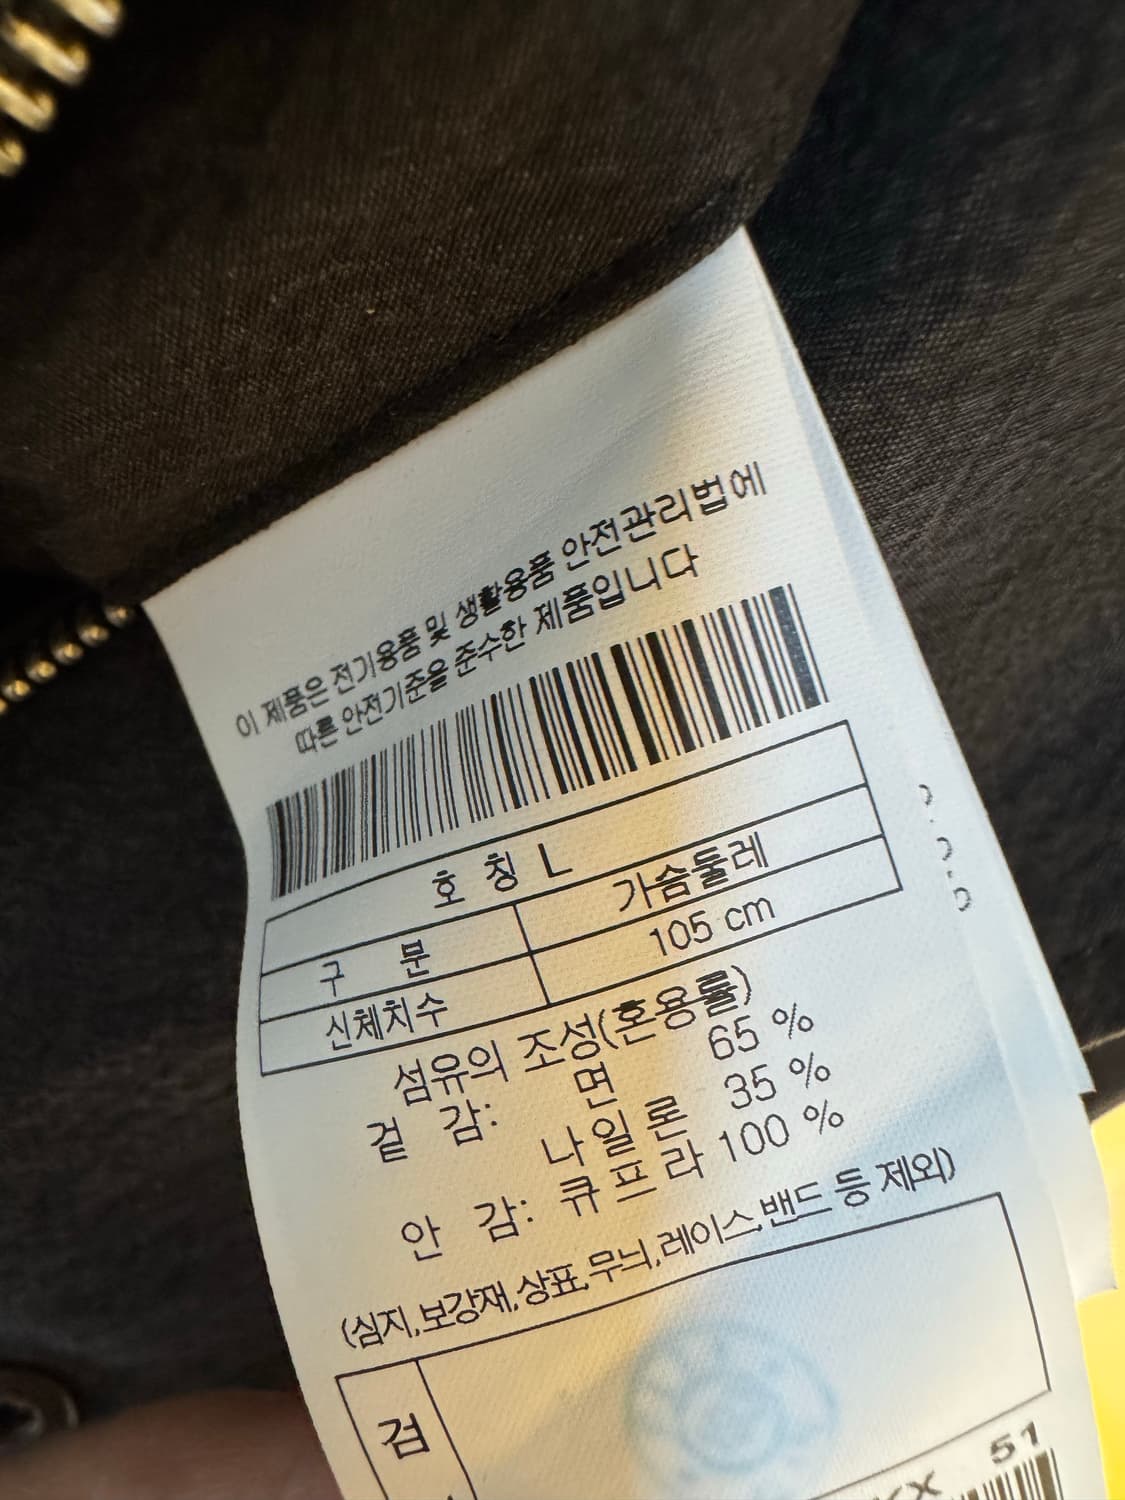 이 제품은 전기용품 및 생활용품 안전관리법에
따른 안전기준을 준수한 제품입니다
호 칭 L
구 분 가슴둘레
신체치수 105 cm
섬유의 조성(혼용률)
겉 감: 면 65 %
나일론 35 %
안 감: 큐프라 100 %
(심지,보강재,상표,무늬,레이스,밴드 등 제외)
검
51